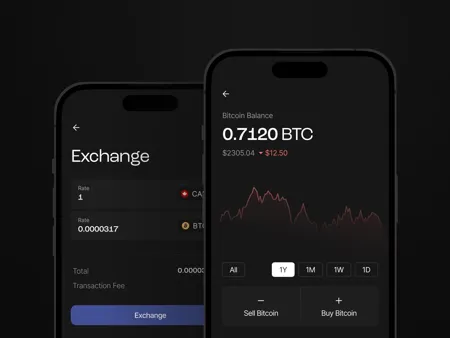 Exchange
Rate
1
CA
Rate
0.0000317
BT
Total
0.0000
Transaction Fee
Exchange
Bitcoin Balance
0.7120 BTC
$2305.04 $12.50
All 1Y 1M 1W 1D
Sell Bitcoin Buy Bitcoin